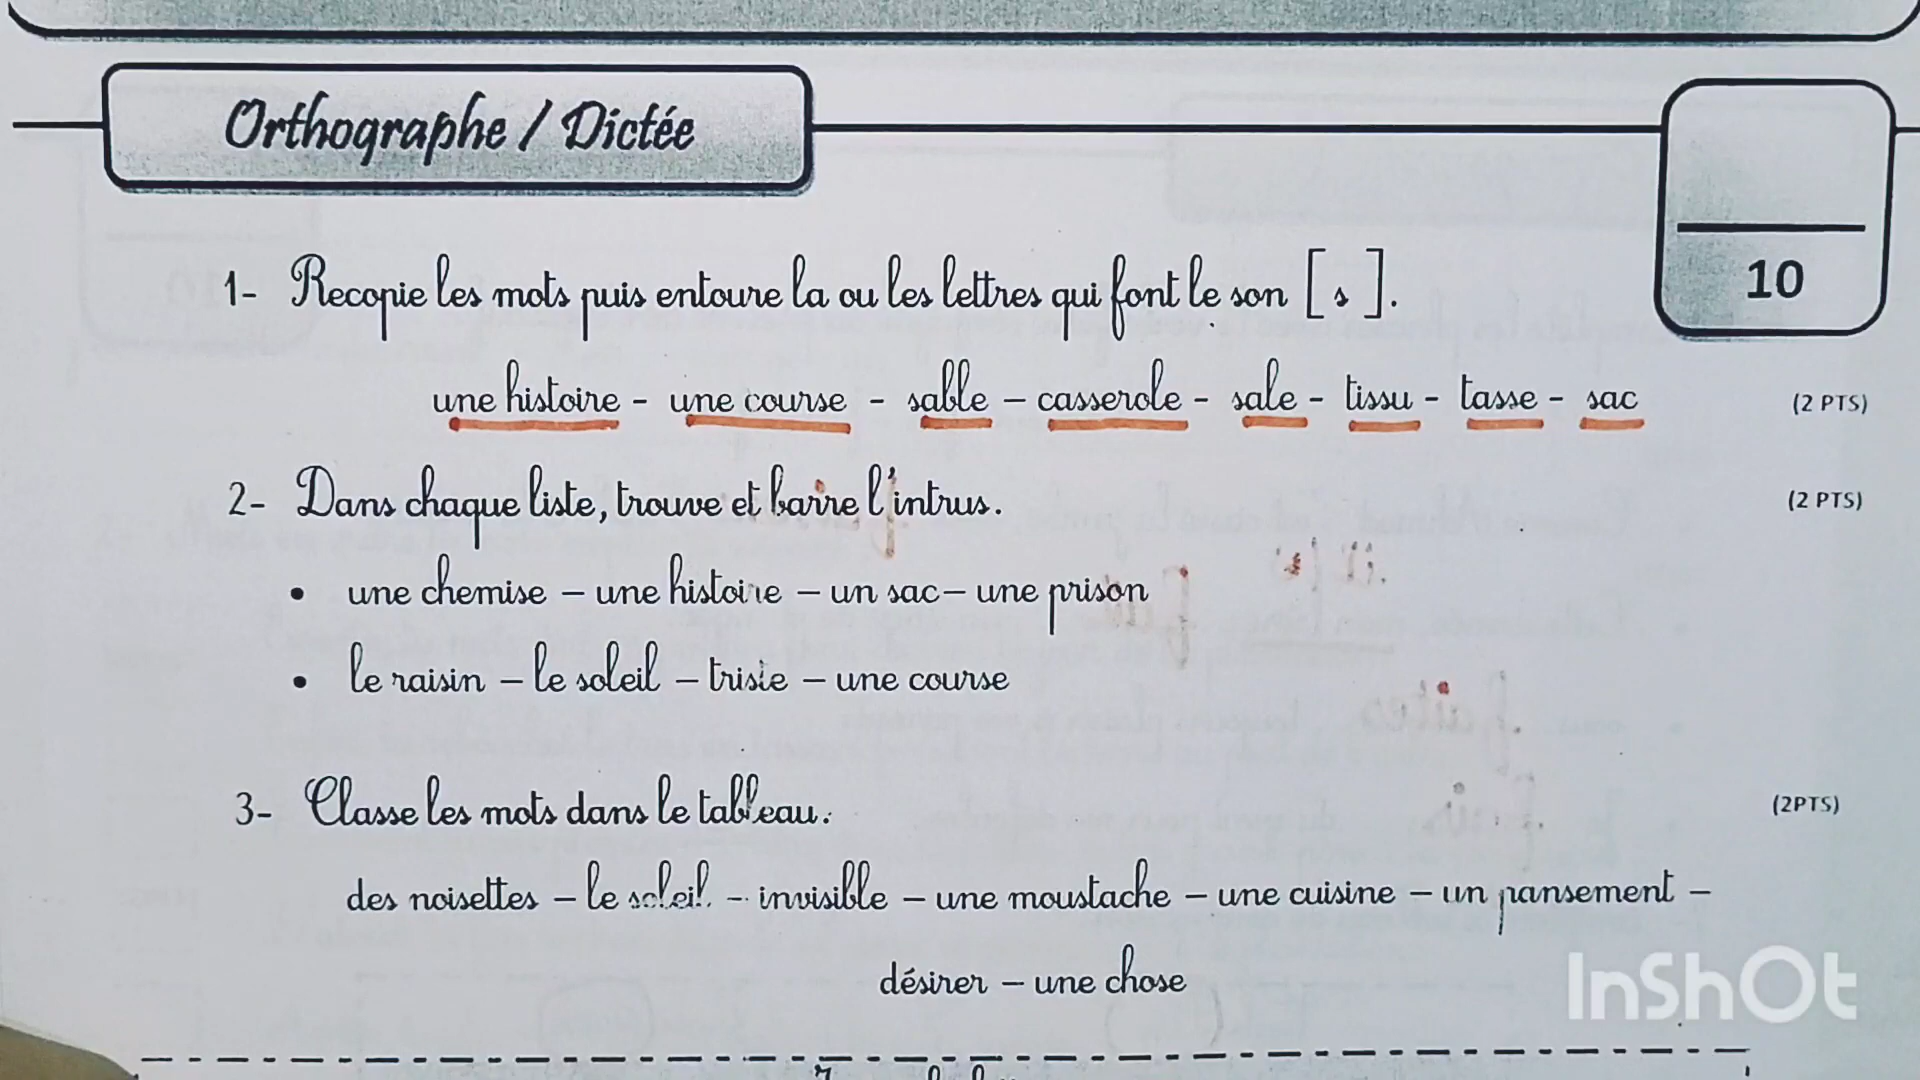 Orthographe / Dictée
10
1- Recopie les mots puis entoure la ou les lettres qui font le son [ s ].
une histoire - une course - sable – casserole - sale - tissu - tasse - sac (2 PTS)
2- Dans chaque liste, trouve et barre l'intrus. (2 PTS)
• une chemise – une histoire – un sac – une prison
• le raisin – le soleil – triste – une course
3- Classe les mots dans le tableau. (2PTS)
des noisettes – le soleil – invisible – une moustache – une cuisine – un pansement –
désirer – une chose
InShOt